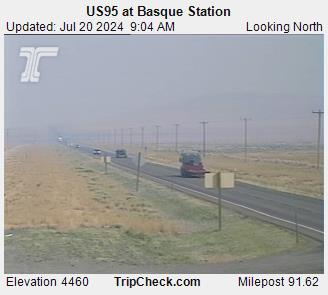 US95 at Basque Station
Updated: Jul 20 2024 9:04 AM Looking North
Elevation 4460 TripCheck.com Milepost 91.62